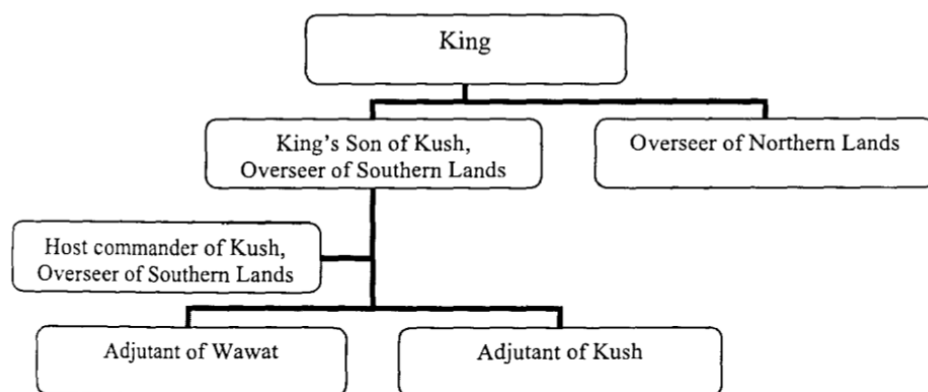 King
King's Son of Kush,
Overseer of Southern Lands
Overseer of Northern Lands
Host commander of Kush,
Overseer of Southern Lands
Adjutant of Wawat
Adjutant of Kush